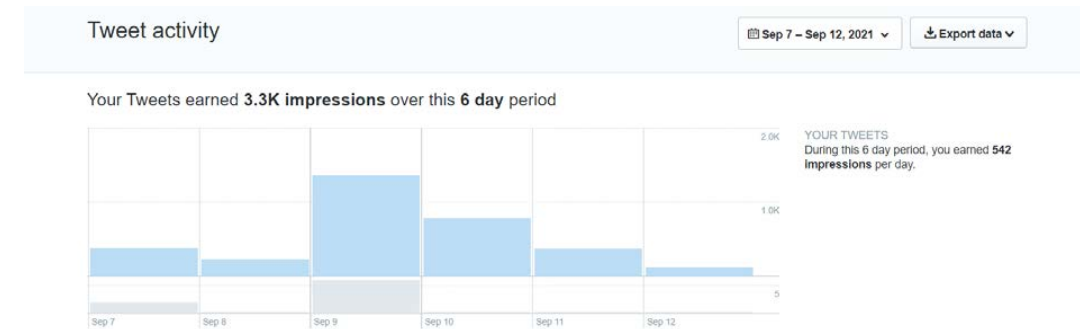 Tweet activity
Sep 7 – Sep 12, 2021
Export data
Your Tweets earned 3.3K impressions over this 6 day period
2.0K
1.0K
5
Sep 7
Sep 8
Sep 9
Sep 10
Sep 11
Sep 12
YOUR TWEETS
During this 6 day period, you earned 542
impressions per day.